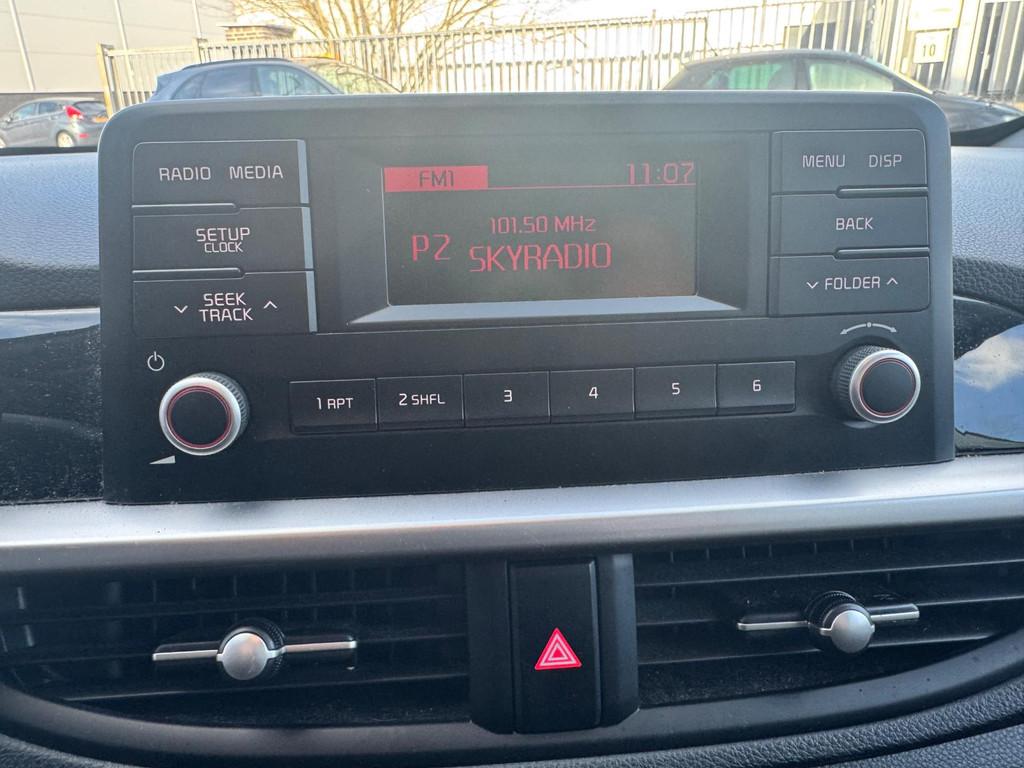 10
RADIO MEDIA
SETUP
CLOCK
SEEK
TRACK
FM1 11:07
101.50 MHz
P2 SKYRADIO
MENU DISP
BACK
FOLDER
1 RPT 2 SHFL 3 4 5 6